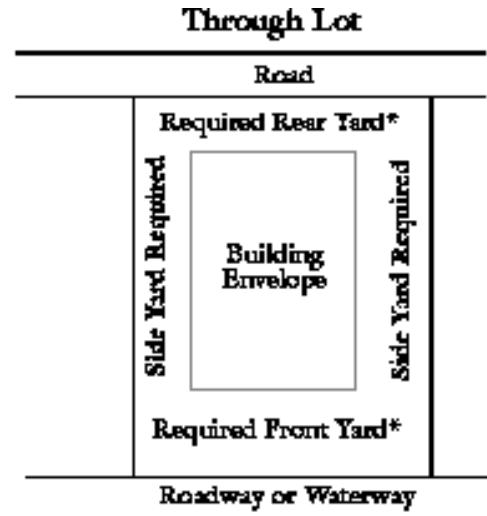 Through Lot
Road
Required Rear Yard*
Side Yard Required
Building
Envelope
Side Yard Required
Required Front Yard*
Roadway or Waterway